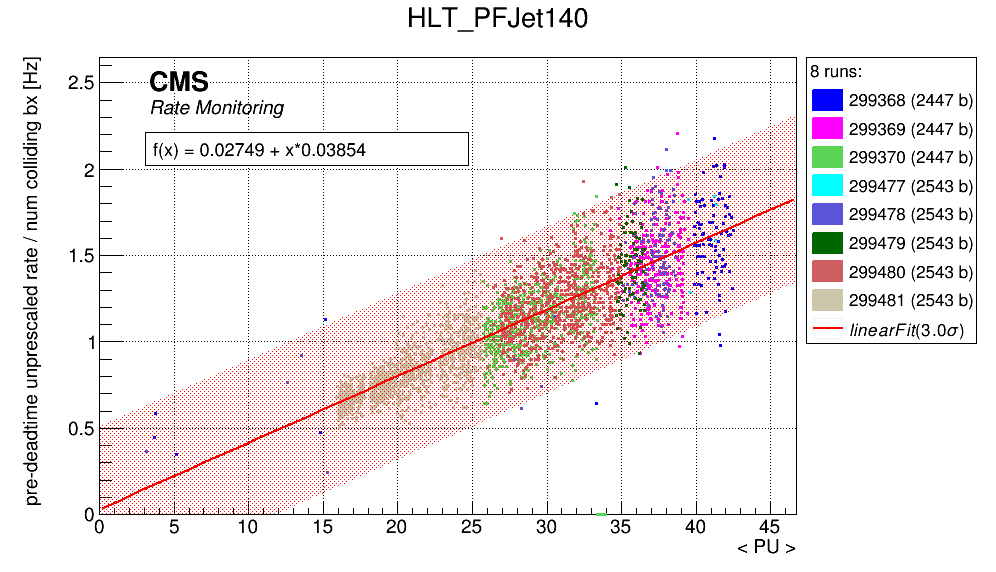 HLT_PFJet140
pre-deadtime unprescaled rate / num colliding bx [Hz]
CMS
Rate Monitoring
f(x) = 0.02749 + x*0.03854
2.5
2
1.5
1
0.5
0
0 5 10 15 20 25 30 35 40 45
< PU >
8 runs:
299368 (2447 b)
299369 (2447 b)
299370 (2447 b)
299477 (2543 b)
299478 (2543 b)
299479 (2543 b)
299480 (2543 b)
299481 (2543 b)
linearFit(3.0σ)